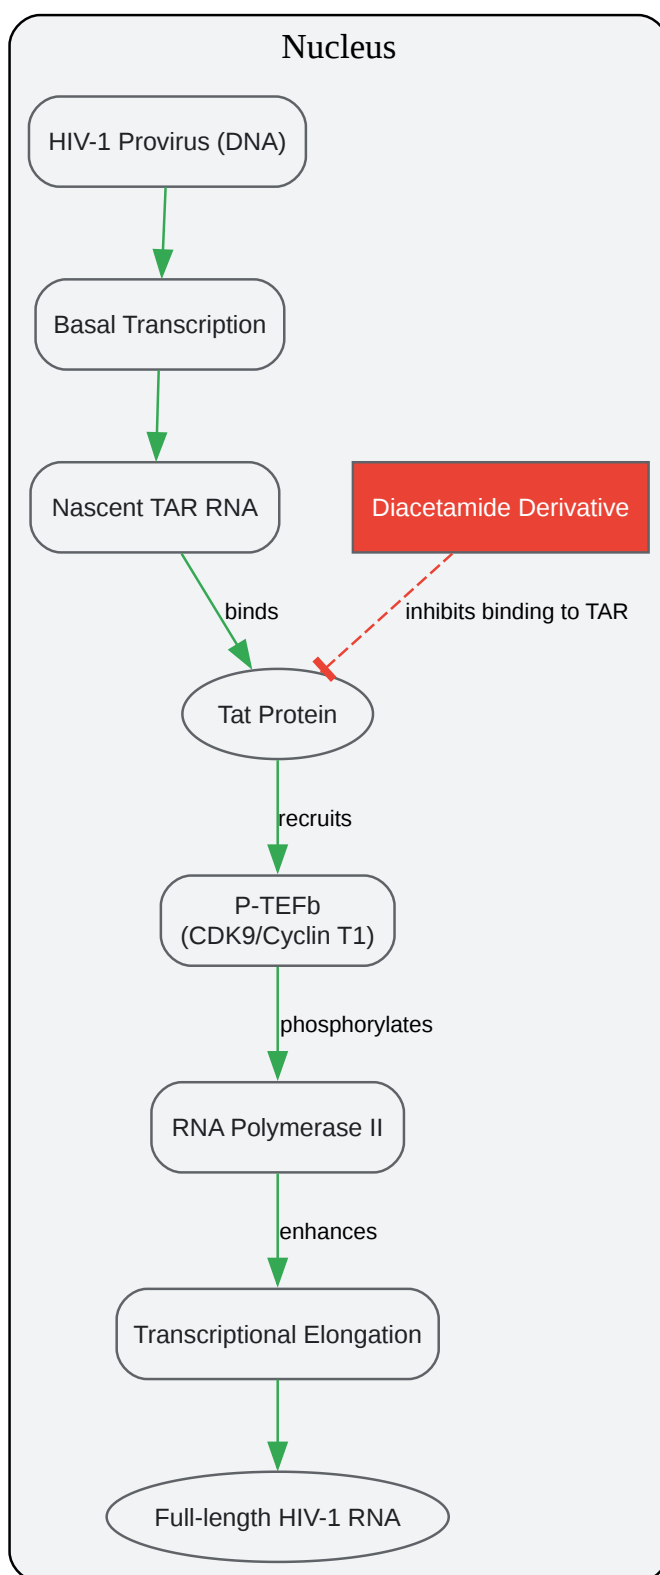 Nucleus
HIV-1 Provirus (DNA)
Basal Transcription
Nascent TAR RNA
Diacetamide Derivative
binds
inhibits binding to TAR
Tat Protein
recruits
P-TEFb
(CDK9/Cyclin T1)
phosphorylates
RNA Polymerase II
enhances
Transcriptional Elongation
Full-length HIV-1 RNA